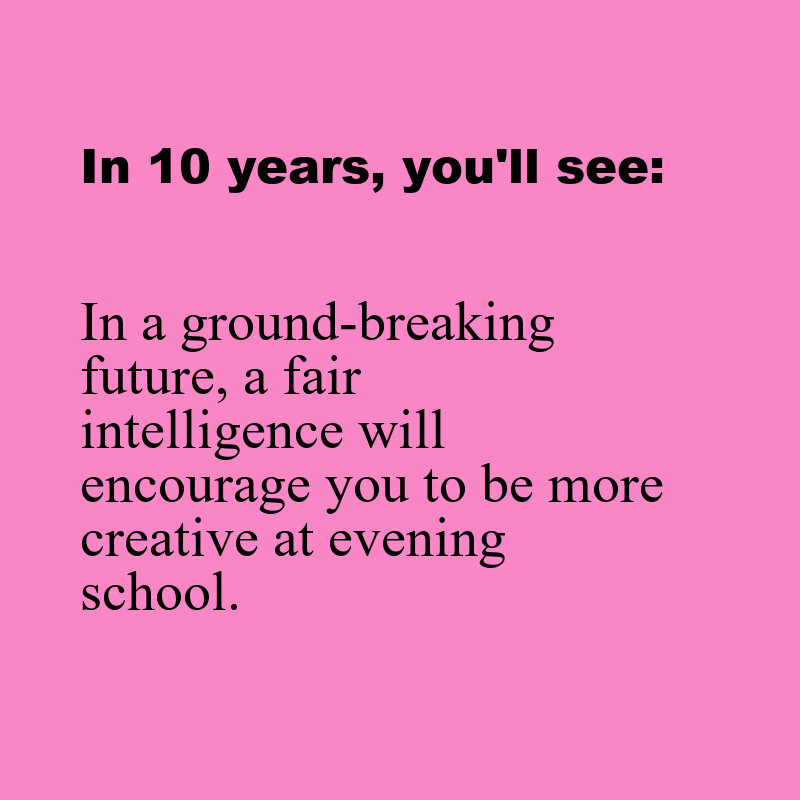 In 10 years, you'll see:
In a ground-breaking
future, a fair
intelligence will
encourage you to be more
creative at evening
school.